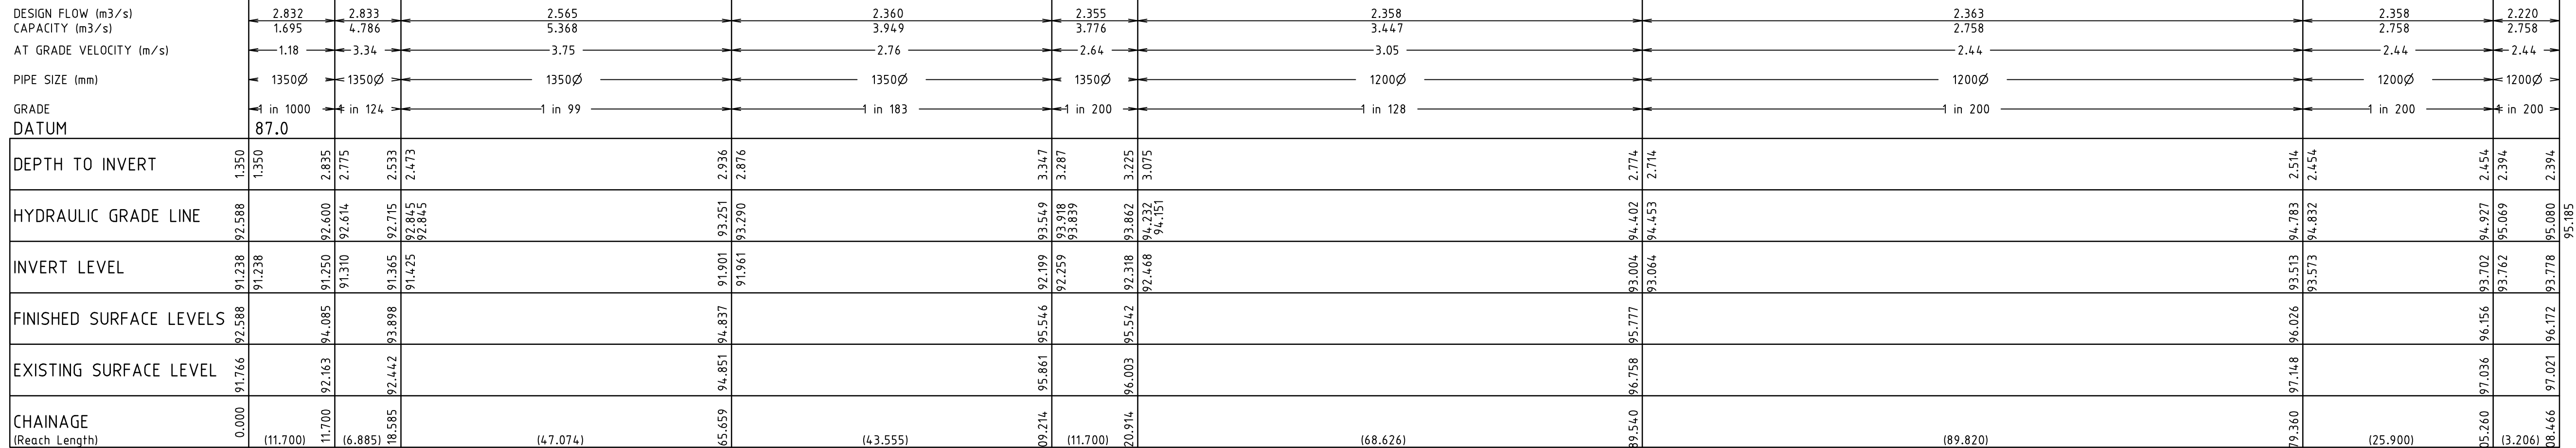 DESIGN FLOW (m3/s) 2.832 2.833 2.565 2.360 2.355 2.358 2.363 2.358 2.220
CAPACITY (m3/s) 1.695 4.786 5.368 3.949 3.776 3.447 2.758 2.758 2.758
AT GRADE VELOCITY (m/s) 1.18 3.34 3.75 2.76 2.64 3.05 2.44 2.44 2.44
PIPE SIZE (mm) 1350Ø 1350Ø 1350Ø 1350Ø 1350Ø 1200Ø 1200Ø 1200Ø 1200Ø
GRADE 1 in 1000 1 in 124 1 in 99 1 in 183 1 in 200 1 in 128 1 in 200 1 in 200 1 in 200
DATUM 87.0
DEPTH TO INVERT 1.350 1.350 2.835 2.775 2.533 2.473 2.936 2.876 3.347 3.287 3.225 3.075 2.774 2.714 2.514 2.454 2.454 2.394 2.394
HYDRAULIC GRADE LINE 92.588 92.600 92.614 92.715 92.845 92.845 93.251 93.290 93.549 93.918 93.839 93.862 94.232 94.151 94.402 94.453 94.783 94.832 94.927 95.069 95.080 95.185
INVERT LEVEL 91.238 91.238 91.250 91.310 91.365 91.425 91.901 91.961 92.199 92.259 92.318 92.468 93.004 93.064 93.513 93.573 93.702 93.762 93.778
FINISHED SURFACE LEVELS 92.588 94.085 93.898 94.837 95.546 95.542 95.777 96.026 96.156 96.172
EXISTING SURFACE LEVEL 91.766 92.163 92.442 94.851 95.861 96.003 96.758 97.148 97.036 97.021
CHAINAGE 0.000 11.700 18.585 65.659 09.214 20.914 39.540 79.360 05.260 08.466
(Reach Length) (11.700) (6.885) (47.074) (43.555) (11.700) (68.626) (89.820) (25.900) (3.206)